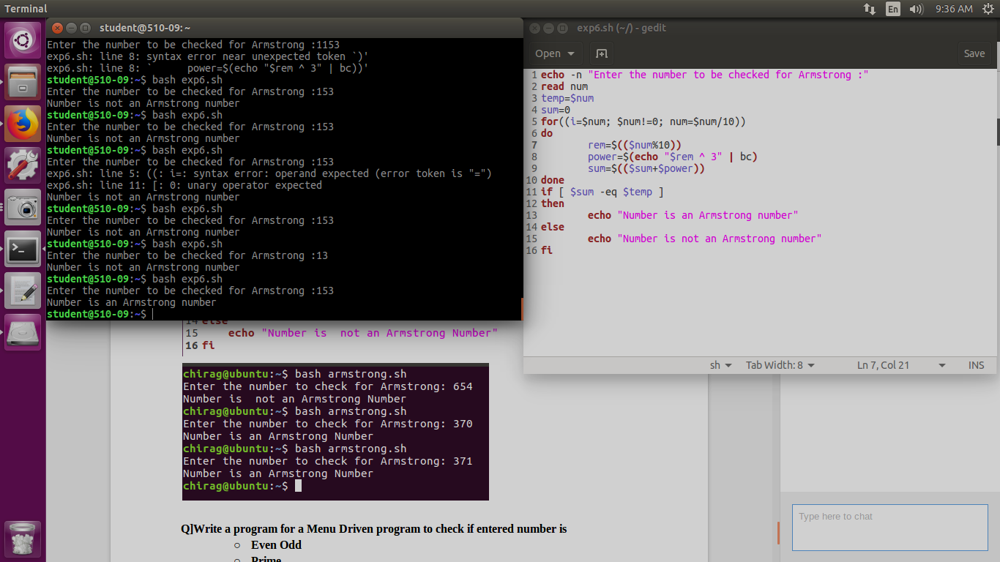 Terminal
En
9:36 AM
student@510-09: ~
Enter the number to be checked for Armstrong :1153
exp6.sh: line 8: syntax error near unexpected token `)'
exp6.sh: line 8: `      power=$(echo "$rem ^ 3" | bc))'
student@510-09:~$ bash exp6.sh
Enter the number to be checked for Armstrong :153
Number is not an Armstrong number
student@510-09:~$ bash exp6.sh
Enter the number to be checked for Armstrong :153
Number is not an Armstrong number
student@510-09:~$ bash exp6.sh
Enter the number to be checked for Armstrong :153
exp6.sh: line 5: ((: i=: syntax error: operand expected (error token is "=")
exp6.sh: line 11: [: 0: unary operator expected
Number is not an Armstrong number
student@510-09:~$ bash exp6.sh
Enter the number to be checked for Armstrong :153
Number is not an Armstrong number
student@510-09:~$ bash exp6.sh
Enter the number to be checked for Armstrong :13
Number is not an Armstrong number
student@510-09:~$ bash exp6.sh
Enter the number to be checked for Armstrong :153
Number is an Armstrong number
student@510-09:~$
exp6.sh (~/) - gedit
Open
Save
1 echo -n "Enter the number to be checked for Armstrong :"
2 read num
3 temp=$num
4 sum=0
5 for((i=$num; $num!=0; num=$num/10))
6 do
7 rem=$(($num%10))
8 power=$(echo "$rem ^ 3" | bc)
9 sum=$(($sum+$power))
10 done
11 if [ $sum -eq $temp ]
12 then
13 echo "Number is an Armstrong number"
14 else
15 echo "Number is not an Armstrong number"
16 fi
sh
Tab Width: 8
Ln 7, Col 21
INS
14 else
15 echo "Number is  not an Armstrong Number"
16 fi
chirag@ubuntu:~$ bash armstrong.sh
Enter the number to check for Armstrong: 654
Number is  not an Armstrong Number
chirag@ubuntu:~$ bash armstrong.sh
Enter the number to check for Armstrong: 370
Number is an Armstrong Number
chirag@ubuntu:~$ bash armstrong.sh
Enter the number to check for Armstrong: 371
Number is an Armstrong Number
chirag@ubuntu:~$
Q]Write a program for a Menu Driven program to check if entered number is
○ Even Odd
○ Prime
Type here to chat